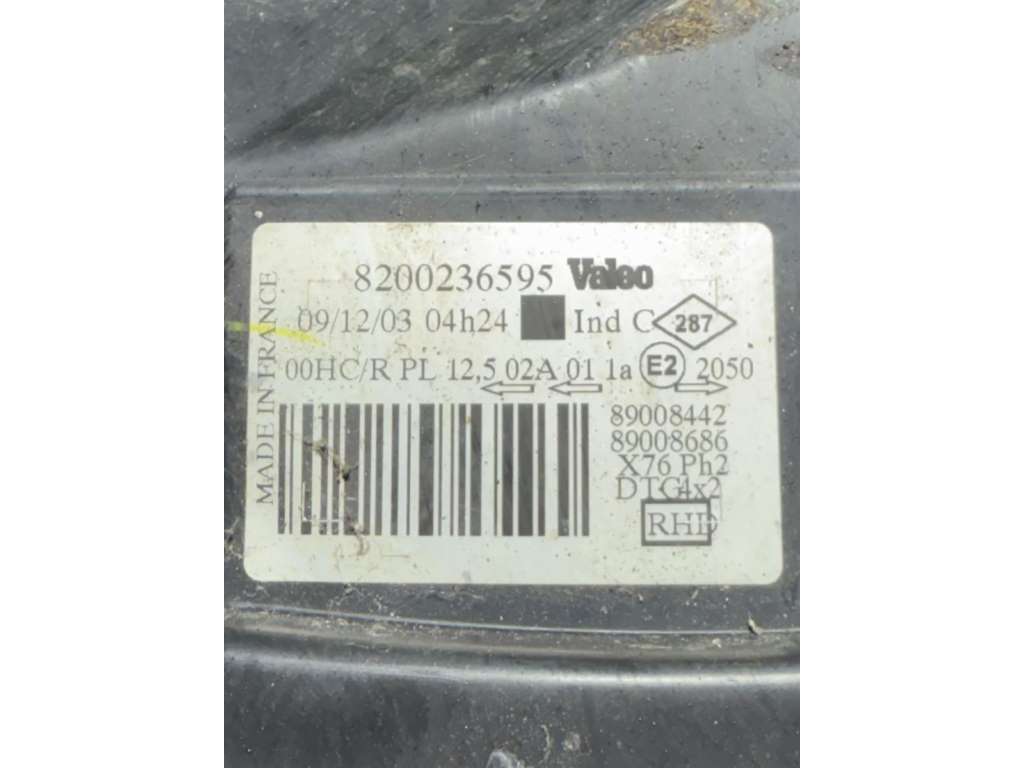 8200236595 Valeo
09/12/03 04h24 Ind C 287
00HC/R PL 12,5 02A 01 1a E2 2050
89008442
89008686
X76 Ph2
DTG4x2
RHD
MADE IN FRANCE